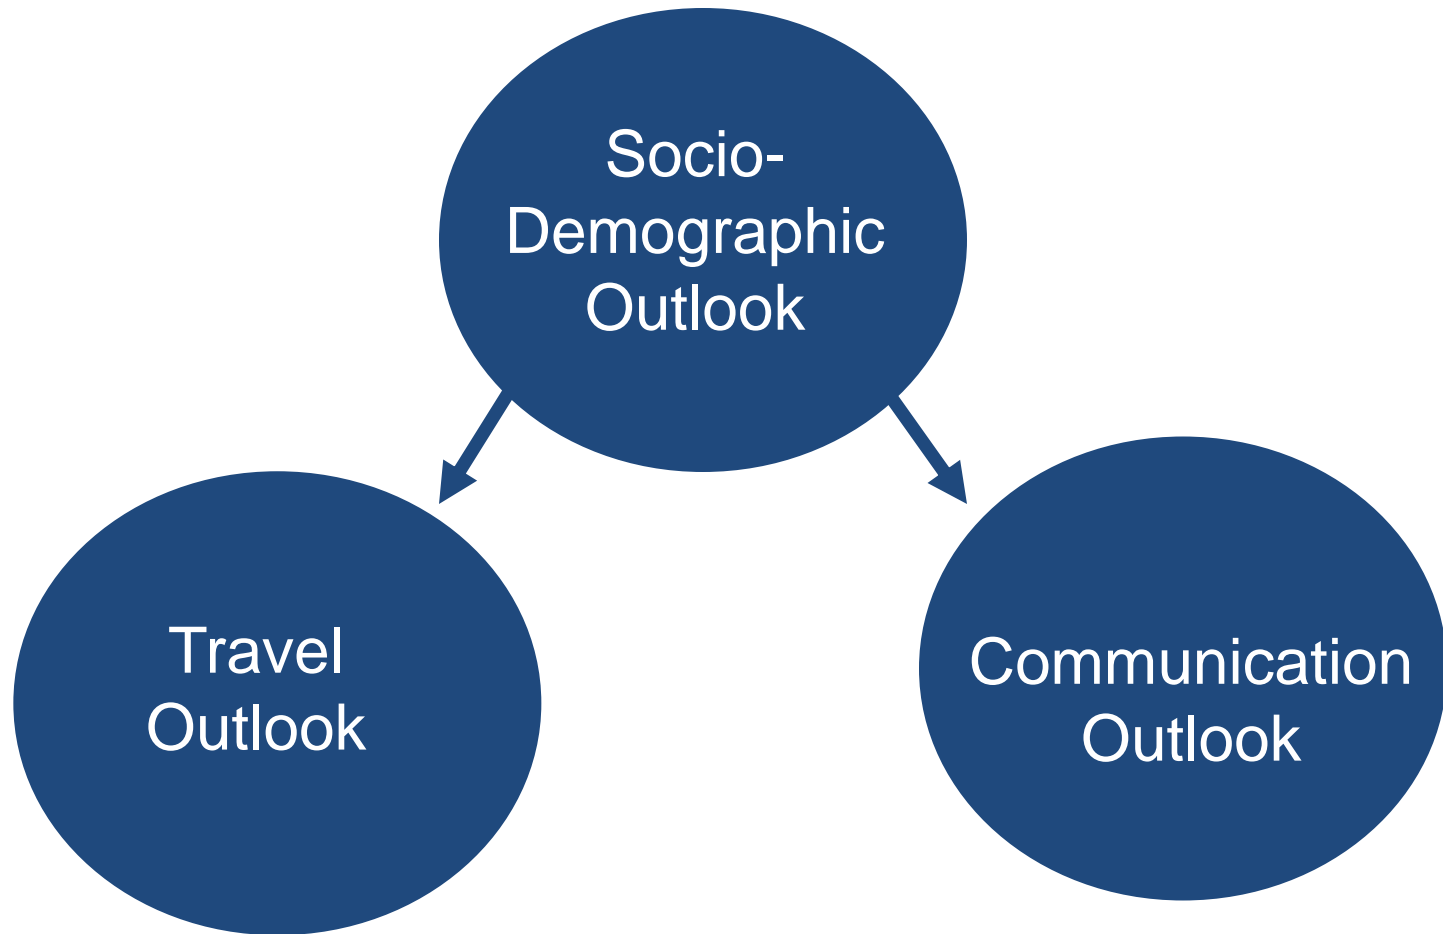 Socio-
Demographic
Outlook
Travel
Outlook
Communication
Outlook